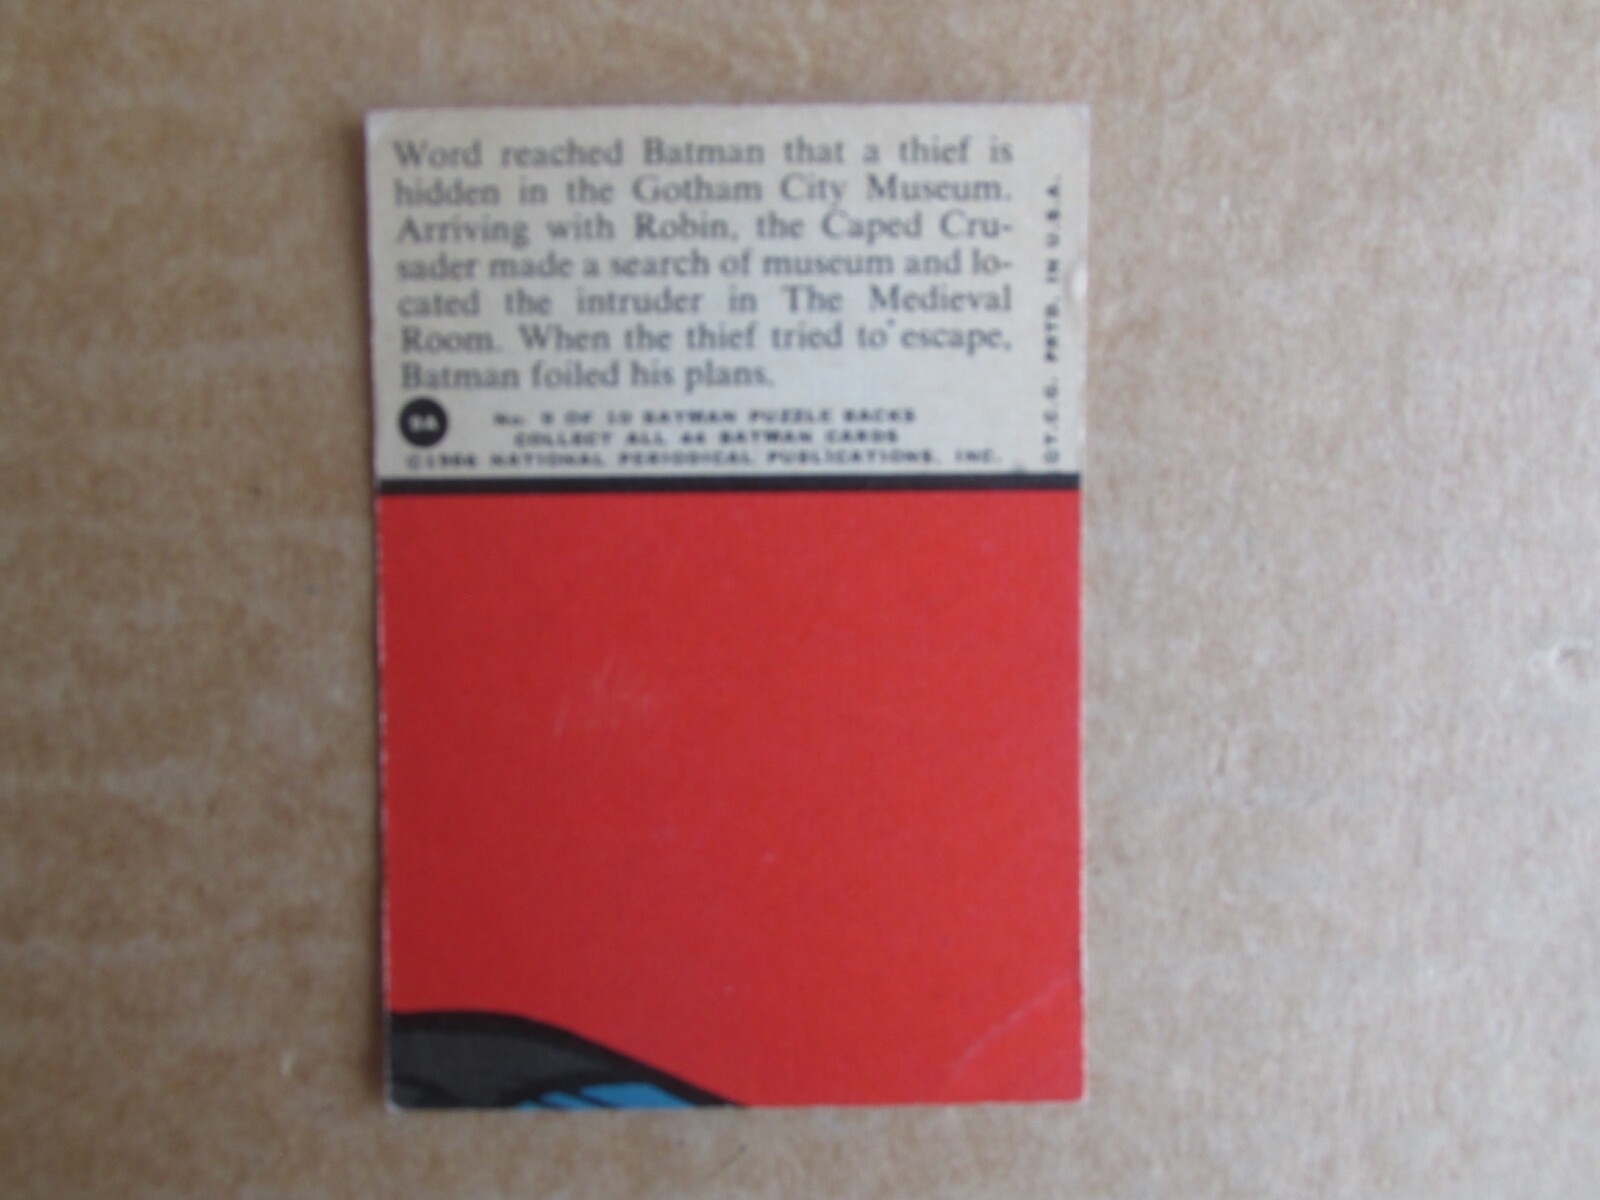 Word reached Batman that a thief is
hidden in the Gotham City Museum.
Arriving with Robin, the Caped Cru-
sader made a search of museum and lo-
cated the intruder in The Medieval
Room. When the thief tried to escape,
Batman foiled his plans.
9A
No. 9 OF 10 BATMAN PUZZLE BACKS
COLLECT ALL 44 BATMAN CARDS
©1966 NATIONAL PERIODICAL PUBLICATIONS, INC.
©T.C.G. PRTD. IN U.S.A.